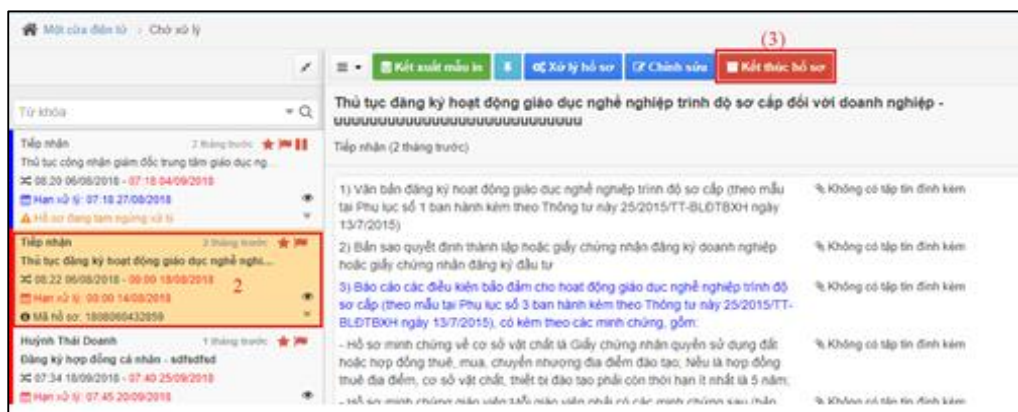 Một cửa điện tử › Chờ xử lý
(3)
Kết xuất mẫu in Xử lý hồ sơ Chỉnh sửa Kết thúc hồ sơ
Từ khóa
Tiếp nhận 2 tháng trước
Thủ tục công nhận giám đốc trung tâm giáo dục ng...
08:20 06/08/2018 - 07:18 04/09/2018
Hạn xử lý: 07:18 27/08/2018
Hồ sơ đang tạm ngừng xử lý
Tiếp nhận 2 tháng trước
Thủ tục đăng ký hoạt động giáo dục nghề nghi...
08:22 06/08/2018 - 00:00 18/08/2018
2
Hạn xử lý: 00:00 14/08/2018
Mã hồ sơ: 1808060432859
Huỳnh Thái Doanh 1 tháng trước
Đăng ký hợp đồng cá nhân - sdfsdfsd
07:34 18/09/2018 - 07:40 25/09/2018
Hạn xử lý: 07:45 20/09/2018
Thủ tục đăng ký hoạt động giáo dục nghề nghiệp trình độ sơ cấp đối với doanh nghiệp -
Tiếp nhận (2 tháng trước)
1) Văn bản đăng ký hoạt động giáo dục nghề nghiệp trình độ sơ cấp (theo mẫu
tại Phụ lục số 1 ban hành kèm theo Thông tư này 25/2015/TT-BLĐTBXH ngày
13/7/2015)
Không có tập tin đính kèm
2) Bản sao quyết định thành lập hoặc giấy chứng nhận đăng ký doanh nghiệp
hoặc giấy chứng nhận đăng ký đầu tư
Không có tập tin đính kèm
3) Báo cáo các điều kiện bảo đảm cho hoạt động giáo dục nghề nghiệp trình độ
sơ cấp (theo mẫu tại Phụ lục số 3 ban hành kèm theo Thông tư này 25/2015/TT-
BLĐTBXH ngày 13/7/2015), có kèm theo các minh chứng, gồm:
Không có tập tin đính kèm
- Hồ sơ minh chứng về cơ sở vật chất là Giấy chứng nhận quyền sử dụng đất
hoặc hợp đồng thuê, mua, chuyển nhượng địa điểm đào tạo; Nếu là hợp đồng
thuê địa điểm, cơ sở vật chất, thiết bị đào tạo phải còn thời hạn ít nhất là 5 năm;
Không có tập tin đính kèm
- Hồ sơ minh chứng giáo viên: Mỗi giáo viên phải có các minh chứng sau (bản
Không có tập tin đính kèm